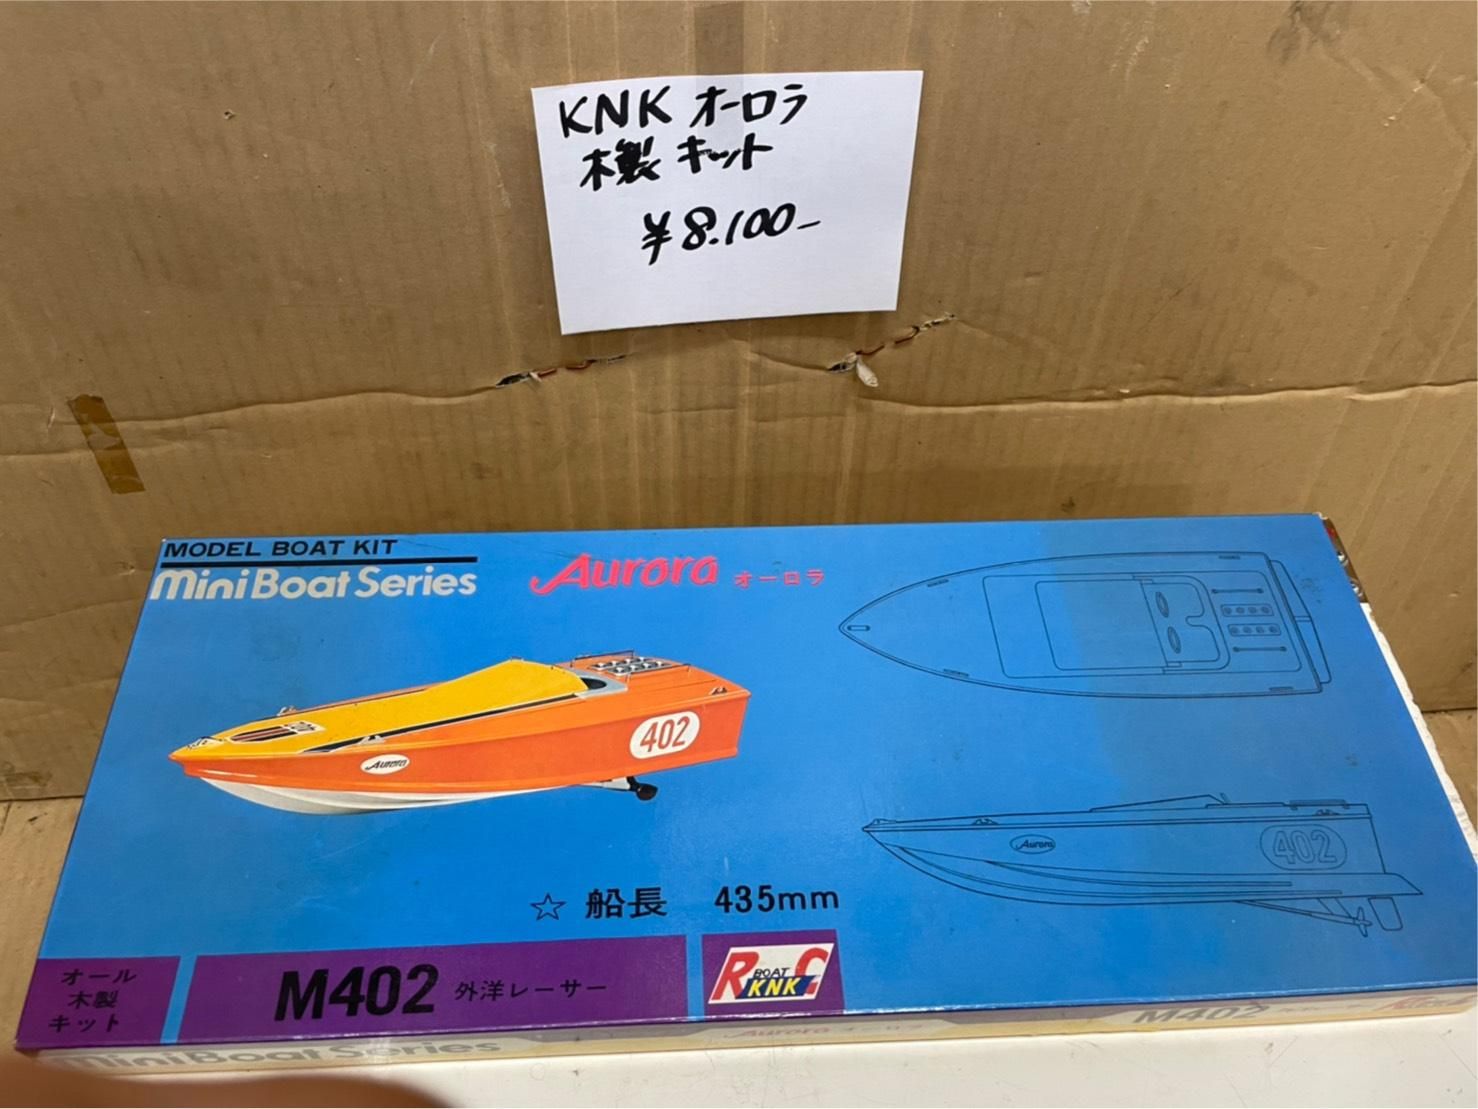 KNK オーロラ
木製 キット
¥8.100-
MODEL BOAT KIT
Mini Boat Series
Aurora オーロラ
402
Aurora
Aurora
402
☆ 船長 435mm
オール
木製
キット
M402 外洋レーサー
R BOAT KNK C
Mini Boat Series
Aurora オーロラ
M402